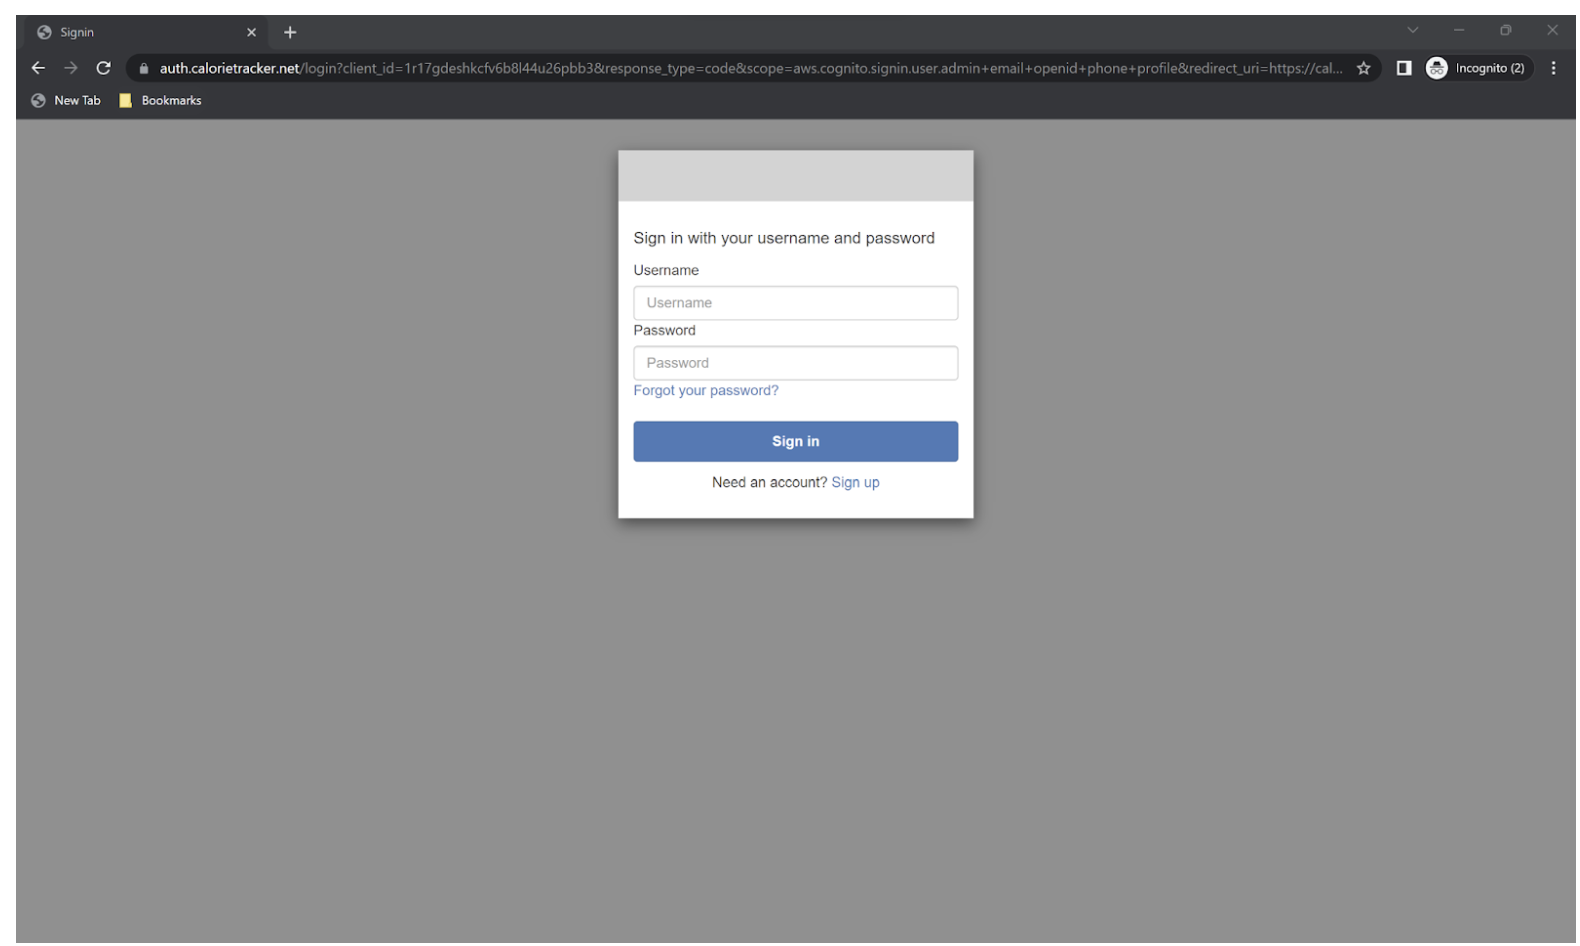 Signin
auth.calorietracker.net/login?client_id=1r17gdeshkcfv6b8l44u26pbb3&response_type=code&scope=aws.cognito.signin.user.admin+email+openid+phone+profile&redirect_uri=https://cal... Incognito (2)
New Tab Bookmarks
Sign in with your username and password
Username
Username
Password
Password
Forgot your password?
Sign in
Need an account? Sign up